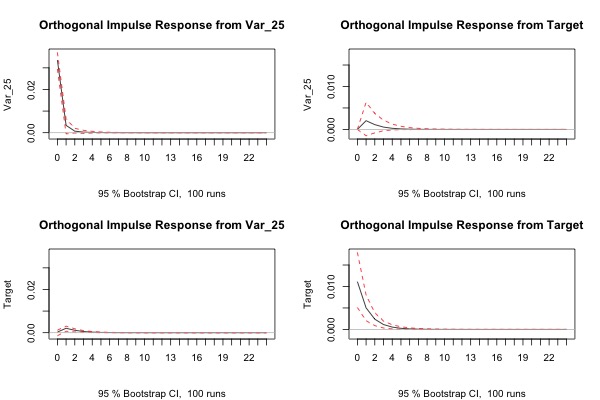 Orthogonal Impulse Response from Var_25
Var_25
0.00 0.02
0 2 4 6 8 10 13 16 19 22
95 % Bootstrap CI, 100 runs
Orthogonal Impulse Response from Target
Var_25
0.000 0.010
0 2 4 6 8 10 13 16 19 22
95 % Bootstrap CI, 100 runs
Orthogonal Impulse Response from Var_25
Target
0.00 0.02
0 2 4 6 8 10 13 16 19 22
95 % Bootstrap CI, 100 runs
Orthogonal Impulse Response from Target
Target
0.000 0.010
0 2 4 6 8 10 13 16 19 22
95 % Bootstrap CI, 100 runs